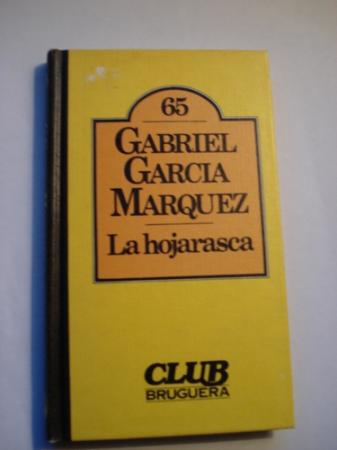 65
GABRIEL
GARCIA
MARQUEZ
La hojarasca
CLUB
BRUGUERA